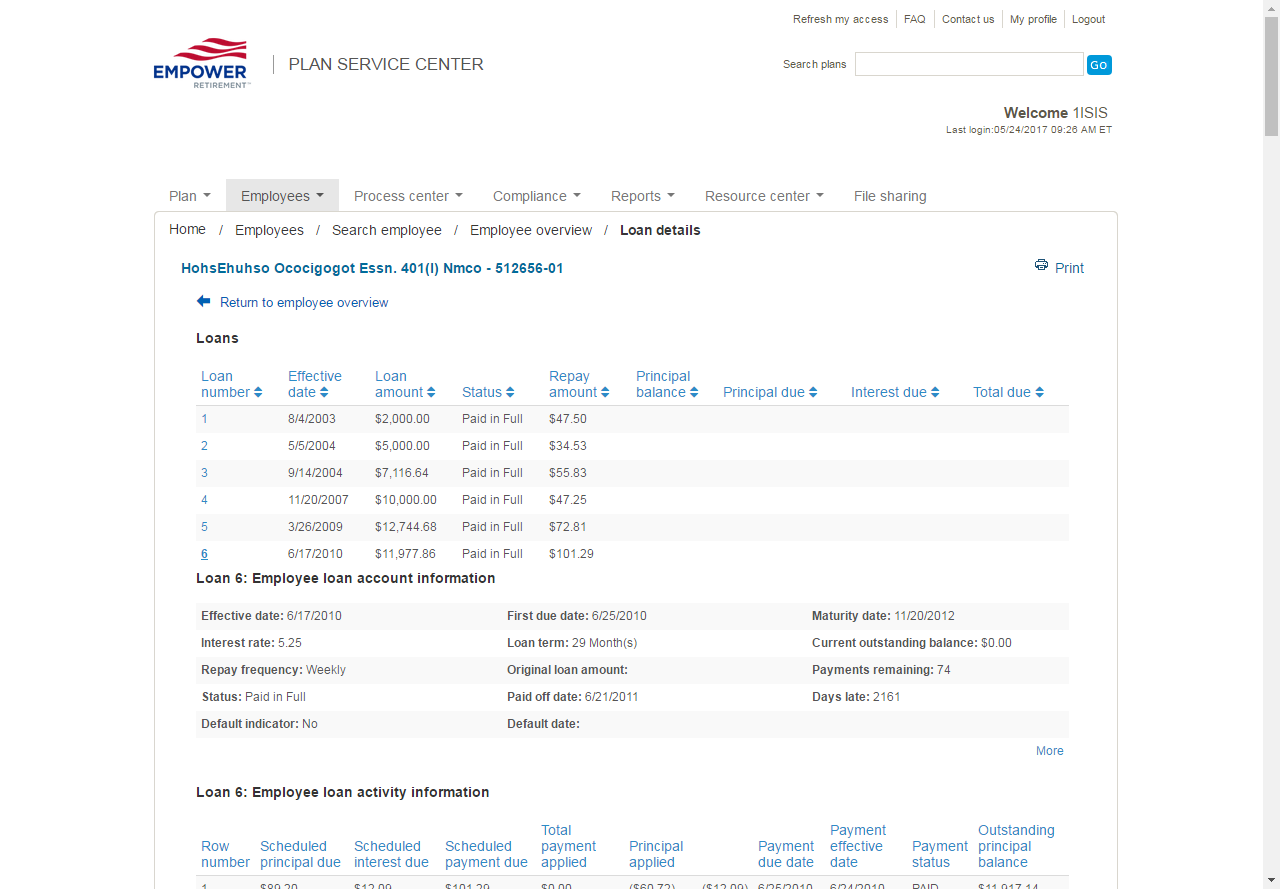 Refresh my access FAQ Contact us My profile Logout
EMPOWER
RETIREMENT™
PLAN SERVICE CENTER
Search plans Go
Welcome 1ISIS
Last login:05/24/2017 09:26 AM ET
Plan Employees Process center Compliance Reports Resource center File sharing
Home / Employees / Search employee / Employee overview / Loan details
HohsEhuhso Ococigogot Essn. 401(l) Nmco - 512656-01
Print
Return to employee overview
Loans
Loan number Effective date Loan amount Status Repay amount Principal balance Principal due Interest due Total due
1 8/4/2003 $2,000.00 Paid in Full $47.50
2 5/5/2004 $5,000.00 Paid in Full $34.53
3 9/14/2004 $7,116.64 Paid in Full $55.83
4 11/20/2007 $10,000.00 Paid in Full $47.25
5 3/26/2009 $12,744.68 Paid in Full $72.81
6 6/17/2010 $11,977.86 Paid in Full $101.29
Loan 6: Employee loan account information
Effective date: 6/17/2010 First due date: 6/25/2010 Maturity date: 11/20/2012
Interest rate: 5.25 Loan term: 29 Month(s) Current outstanding balance: $0.00
Repay frequency: Weekly Original loan amount: Payments remaining: 74
Status: Paid in Full Paid off date: 6/21/2011 Days late: 2161
Default indicator: No Default date:
More
Loan 6: Employee loan activity information
Row number Scheduled principal due Scheduled interest due Scheduled payment due Total payment applied Principal applied Payment due date Payment effective date Payment status Outstanding principal balance
1 $89.20 $12.09 $101.29 $0.00 ($60.72) ($12.09) 6/25/2010 6/24/2010 PAID $11,917.14